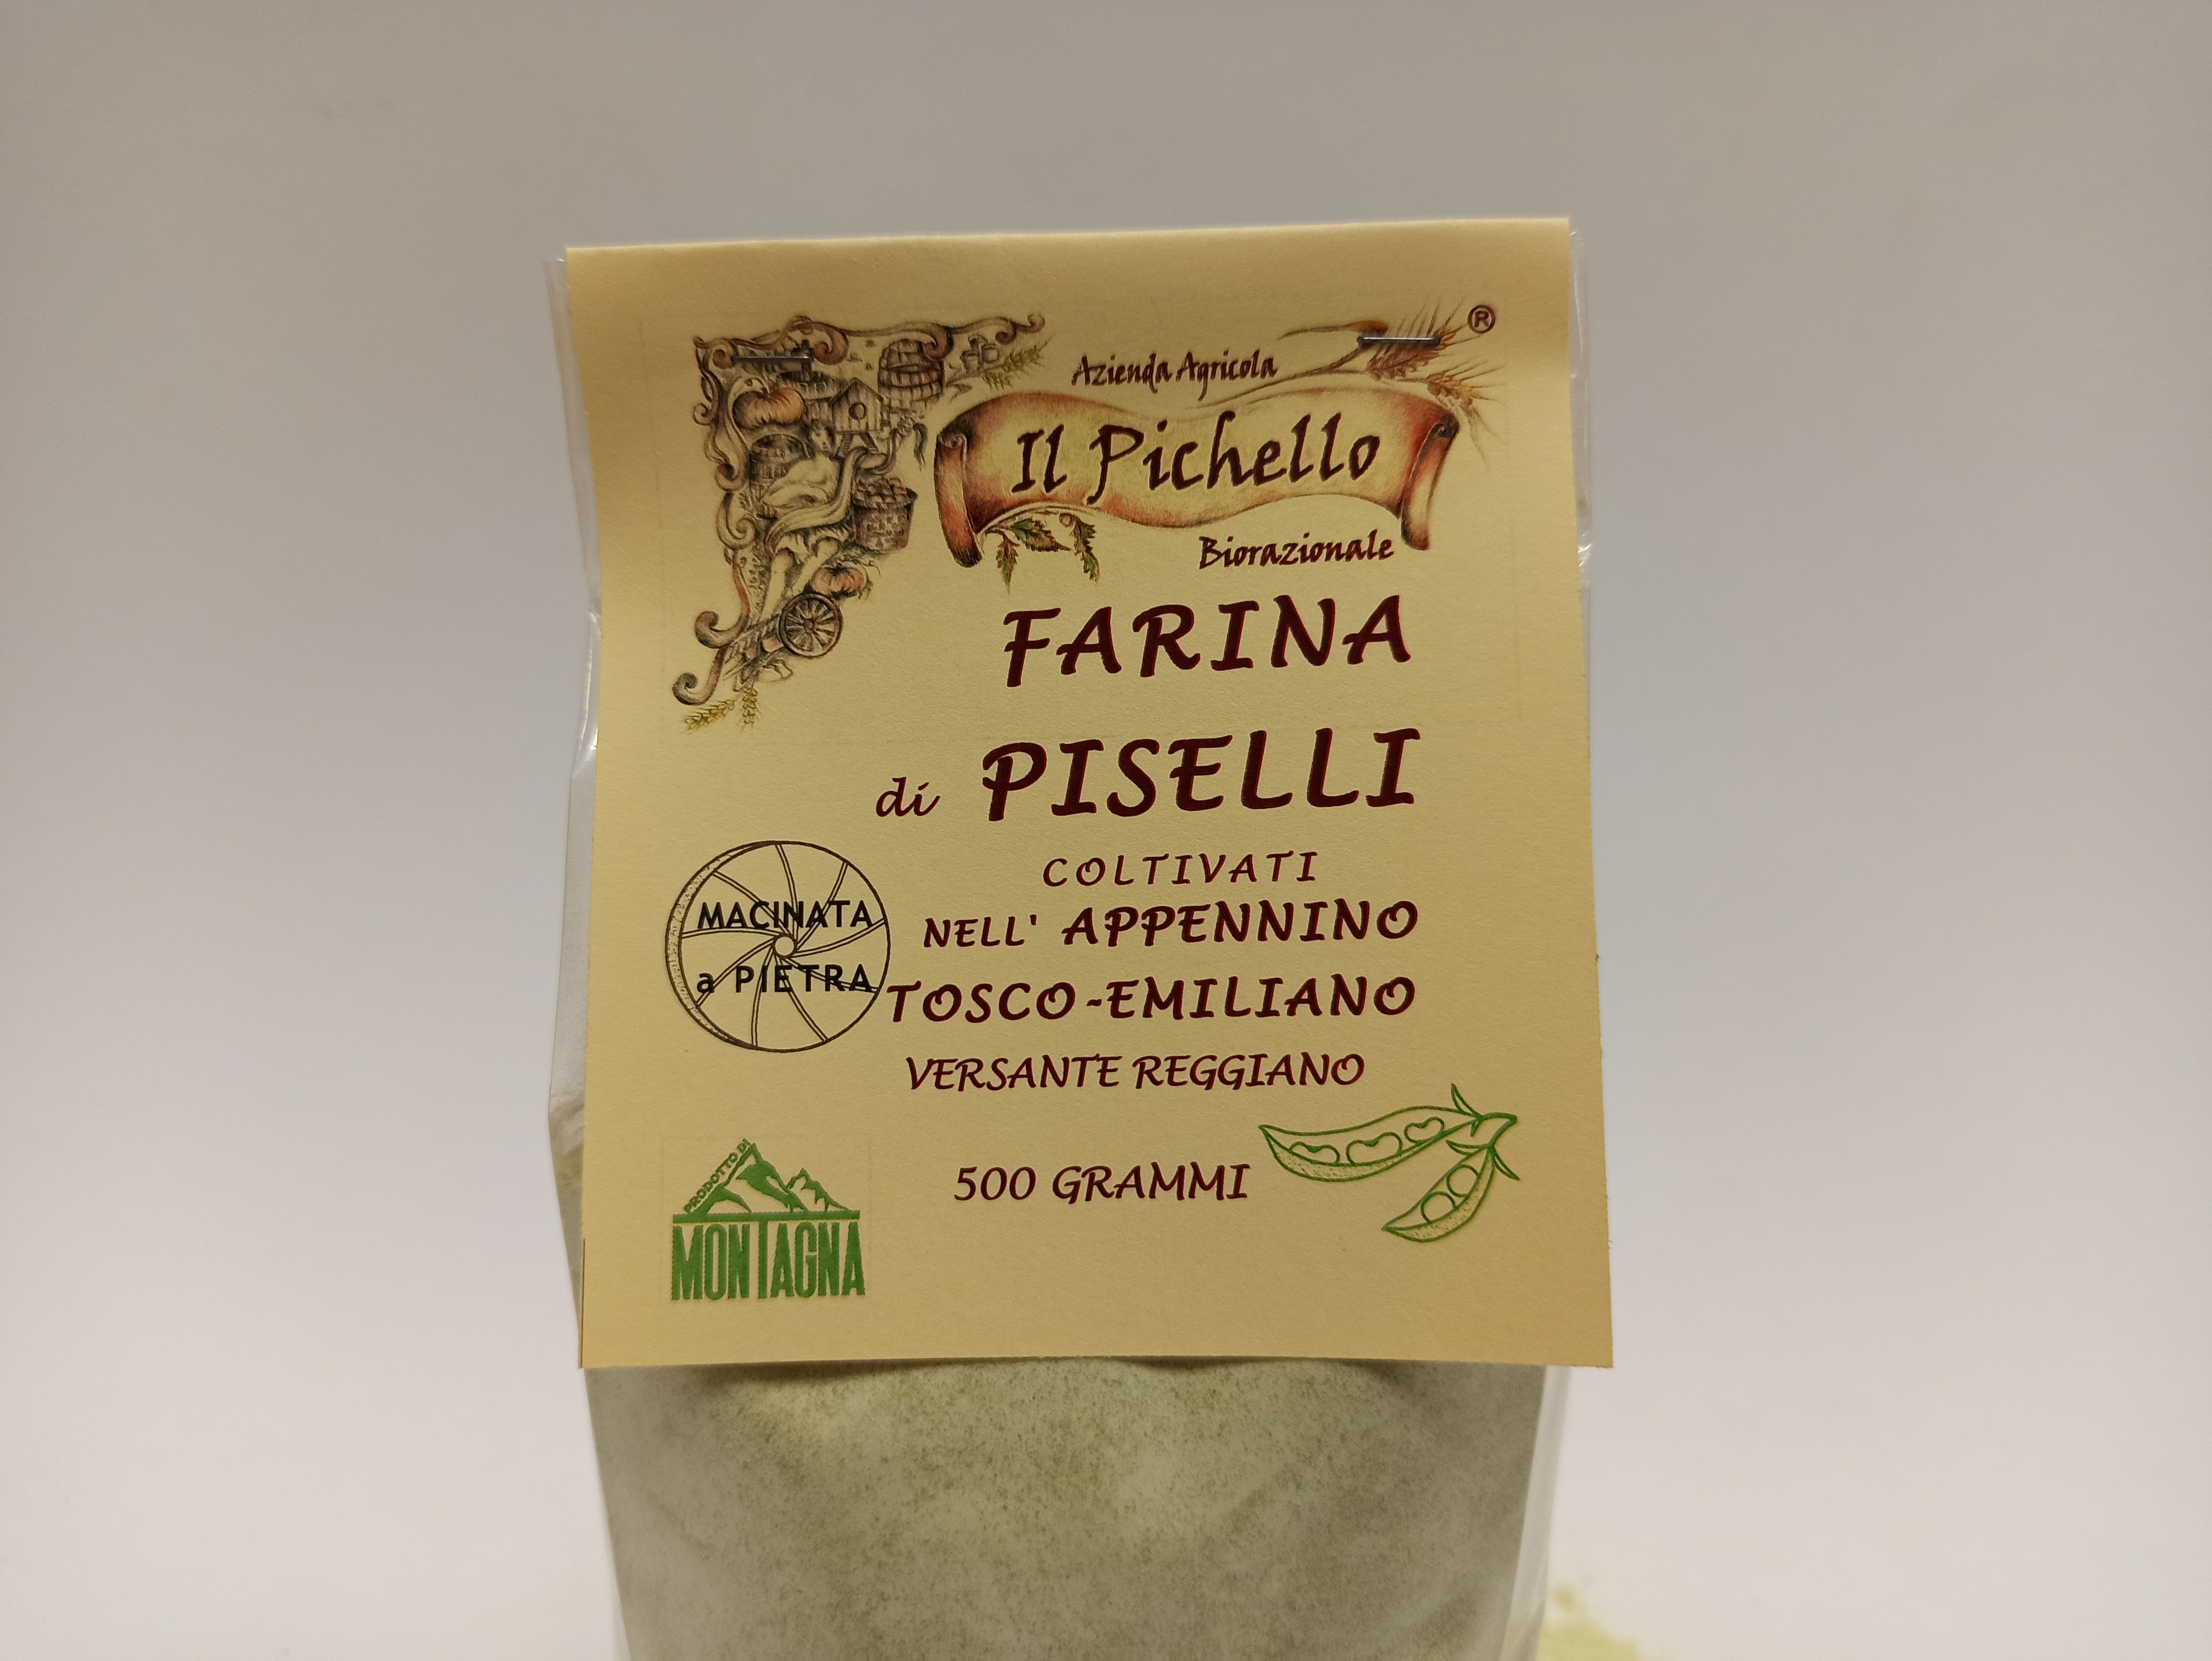 Azienda Agricola
®
Il Pichello
Biorazionale
FARINA
di PISELLI
COLTIVATI
NELL' APPENNINO
TOSCO-EMILIANO
VERSANTE REGGIANO
MACINATA
a PIETRA
500 GRAMMI
PRODOTTO DI
MONTAGNA